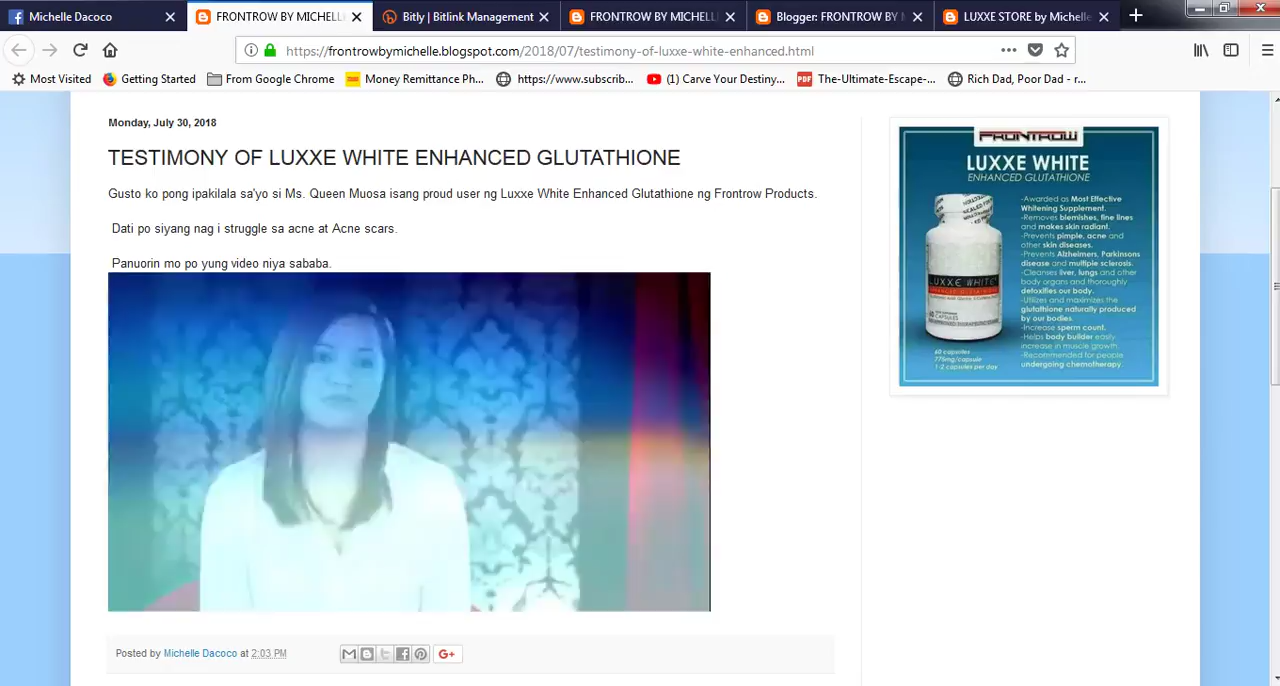 Michelle Dacoco
FRONTROW BY MICHELL
Bitly | Bitlink Management
FRONTROW BY MICHELL
Blogger: FRONTROW BY M
LUXXE STORE by Michelle
https://frontrowbymichelle.blogspot.com/2018/07/testimony-of-luxxe-white-enhanced.html
Most Visited
Getting Started
From Google Chrome
Money Remittance Ph...
https://www.subscrib...
(1) Carve Your Destiny...
PDF
The-Ultimate-Escape-...
Rich Dad, Poor Dad - r...
Monday, July 30, 2018
TESTIMONY OF LUXXE WHITE ENHANCED GLUTATHIONE
Gusto ko pong ipakilala sa'yo si Ms. Queen Muosa isang proud user ng Luxxe White Enhanced Glutathione ng Frontrow Products.
Dati po siyang nag i struggle sa acne at Acne scars.
Panuorin mo po yung video niya sababa.
Posted by Michelle Dacoco at 2:03 PM
G+
FRONTROW
LUXXE WHITE
ENHANCED GLUTATHIONE
-Awarded as Most Effective
Whitening Supplement.
-Removes blemishes, fine lines
and makes skin radiant.
-Prevents pimple, acne and
other skin diseases.
-Prevents Alzheimers, Parkinsons
disease and multiple sclerosis.
-Cleanses liver, lungs and other
body organs and thoroughly
detoxifies our body.
-Utilizes and maximizes the
glutathione naturally produced
by our bodies.
-Increase sperm count.
-Helps body builder easily
increase in muscle growth.
-Recommended for people
undergoing chemotherapy.
LUXXE WHITE
60 capsules
775mg/capsule
1-2 capsules per day